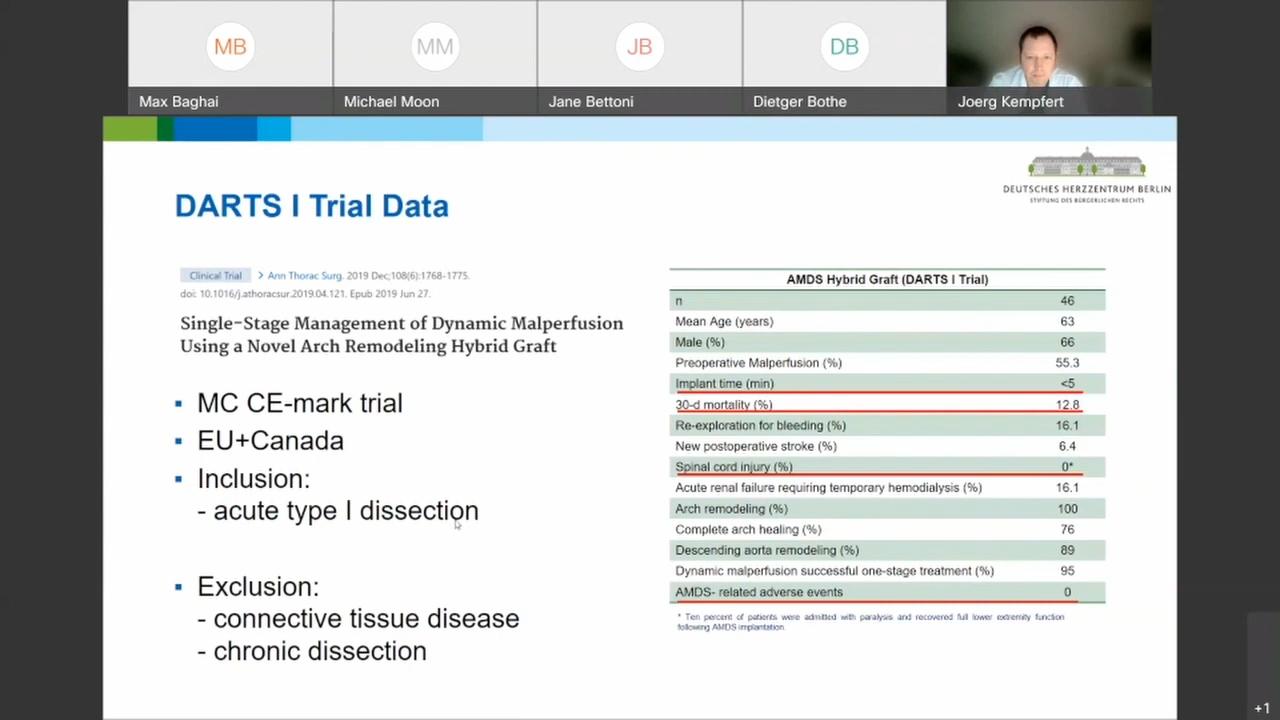 MB
MM
JB
DB
Max Baghai
Michael Moon
Jane Bettoni
Dietger Bothe
Joerg Kempfert
DEUTSCHES HERZZENTRUM BERLIN
STIFTUNG DES BÜRGERLICHEN RECHTS
DARTS I Trial Data
Clinical Trial > Ann Thorac Surg. 2019 Dec;108(6):1768-1775.
doi: 10.1016/j.athoracsur.2019.04.121. Epub 2019 Jun 27.
Single-Stage Management of Dynamic Malperfusion
Using a Novel Arch Remodeling Hybrid Graft
▪ MC CE-mark trial
▪ EU+Canada
▪ Inclusion:
- acute type I dissection
▪ Exclusion:
- connective tissue disease
- chronic dissection
AMDS Hybrid Graft (DARTS I Trial)
n 46
Mean Age (years) 63
Male (%) 66
Preoperative Malperfusion (%) 55.3
Implant time (min) <5
30-d mortality (%) 12.8
Re-exploration for bleeding (%) 16.1
New postoperative stroke (%) 6.4
Spinal cord injury (%) 0*
Acute renal failure requiring temporary hemodialysis (%) 16.1
Arch remodeling (%) 100
Complete arch healing (%) 76
Descending aorta remodeling (%) 89
Dynamic malperfusion successful one-stage treatment (%) 95
AMDS- related adverse events 0
* Ten percent of patients were admitted with paralysis and recovered full lower extremity function
following AMDS implantation.
+1